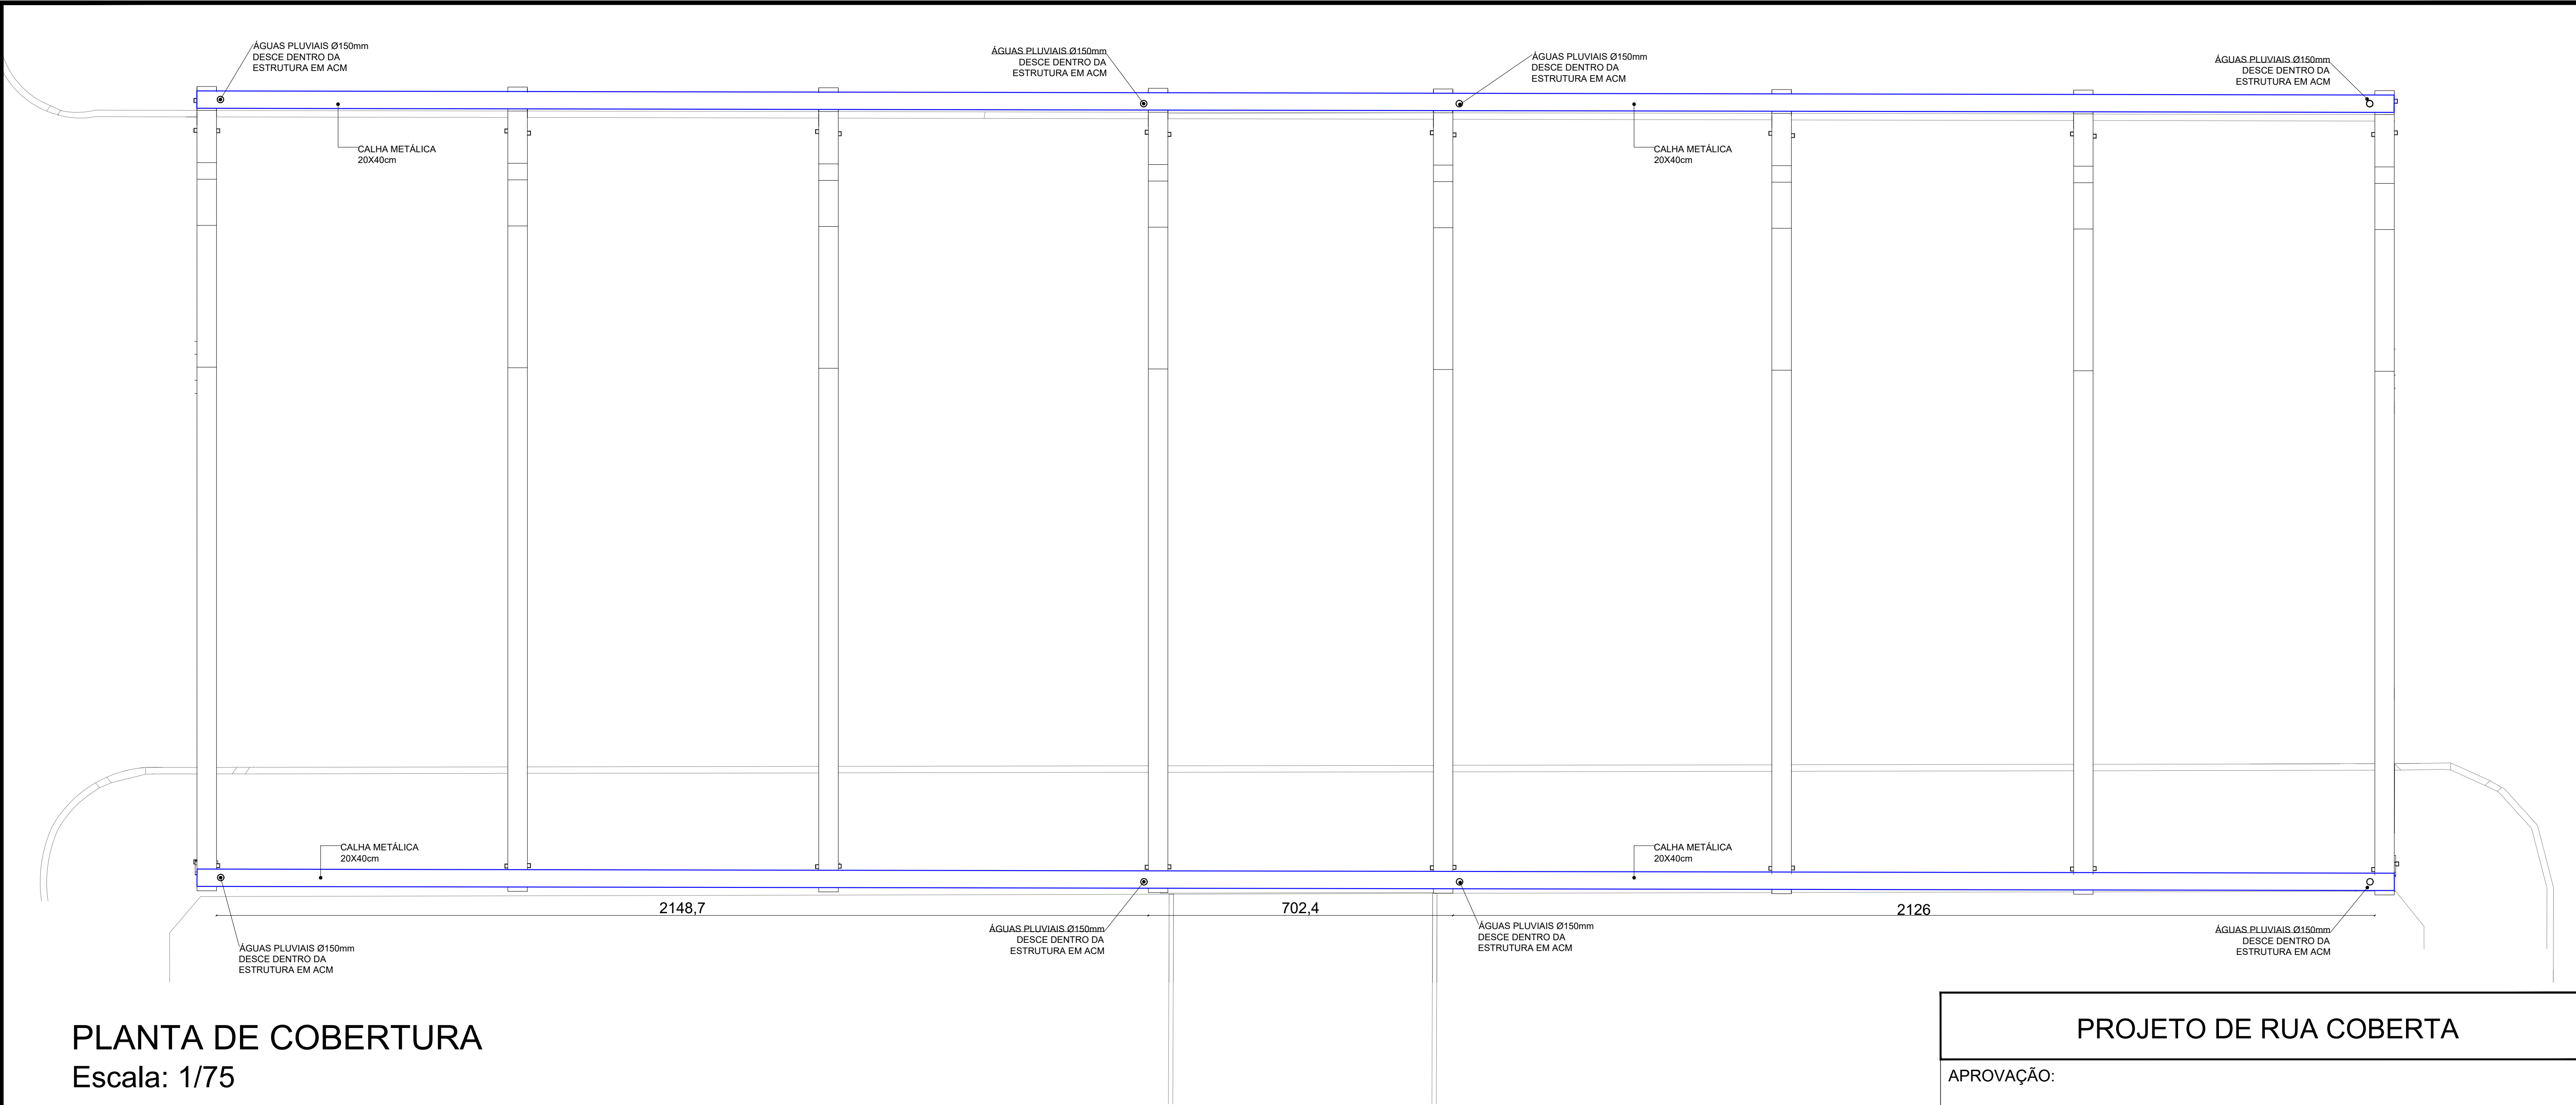 ÁGUAS PLUVIAIS Ø150mm
DESCE DENTRO DA
ESTRUTURA EM ACM
ÁGUAS PLUVIAIS Ø150mm
DESCE DENTRO DA
ESTRUTURA EM ACM
ÁGUAS PLUVIAIS Ø150mm
DESCE DENTRO DA
ESTRUTURA EM ACM
ÁGUAS PLUVIAIS Ø150mm
DESCE DENTRO DA
ESTRUTURA EM ACM
CALHA METÁLICA
20X40cm
CALHA METÁLICA
20X40cm
CALHA METÁLICA
20X40cm
CALHA METÁLICA
20X40cm
2148,7
702,4
2126
ÁGUAS PLUVIAIS Ø150mm
DESCE DENTRO DA
ESTRUTURA EM ACM
ÁGUAS PLUVIAIS Ø150mm
DESCE DENTRO DA
ESTRUTURA EM ACM
ÁGUAS PLUVIAIS Ø150mm
DESCE DENTRO DA
ESTRUTURA EM ACM
ÁGUAS PLUVIAIS Ø150mm
DESCE DENTRO DA
ESTRUTURA EM ACM
PLANTA DE COBERTURA
Escala: 1/75
PROJETO DE RUA COBERTA
APROVAÇÃO: